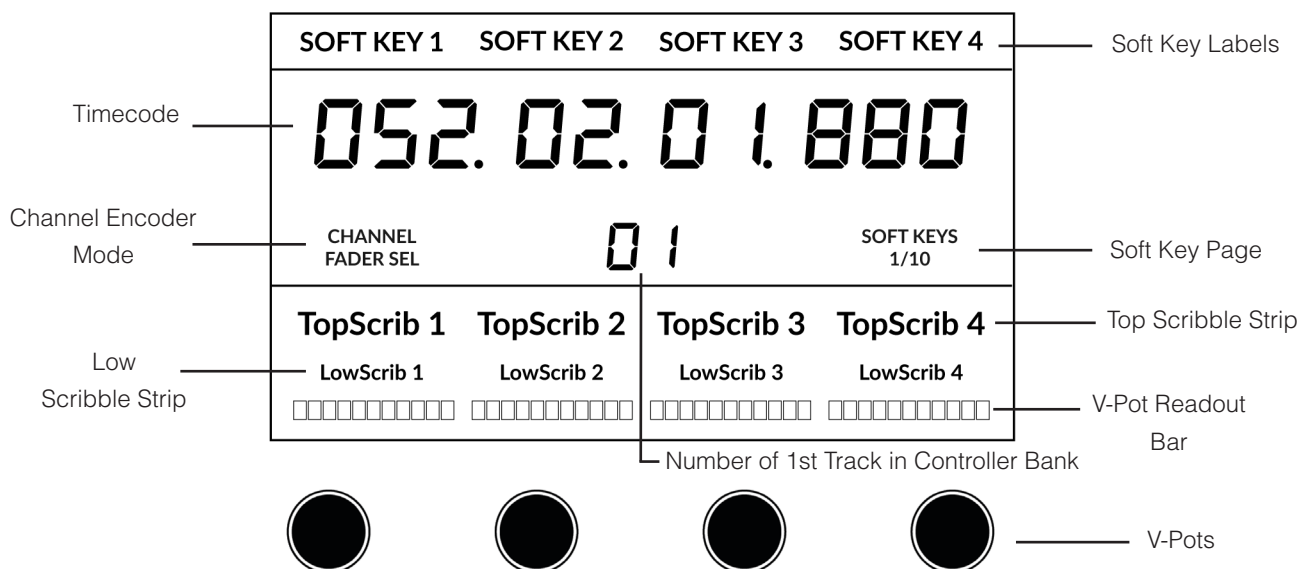 SOFT KEY 1 SOFT KEY 2 SOFT KEY 3 SOFT KEY 4
Soft Key Labels
Timecode
052. 02. 01. 880
Channel Encoder
Mode
CHANNEL
FADER SEL
01
SOFT KEYS
1/10
Soft Key Page
TopScrib 1 TopScrib 2 TopScrib 3 TopScrib 4
Top Scribble Strip
Low
Scribble Strip
LowScrib 1 LowScrib 2 LowScrib 3 LowScrib 4
V-Pot Readout
Bar
Number of 1st Track in Controller Bank
V-Pots